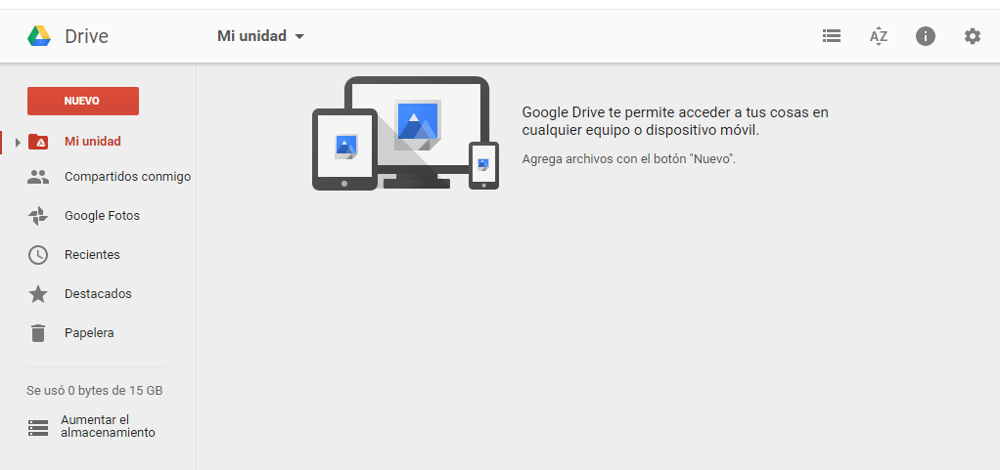 Drive
Mi unidad
AZ
NUEVO
Mi unidad
Compartidos conmigo
Google Fotos
Recientes
Destacados
Papelera
Se usó 0 bytes de 15 GB
Aumentar el
almacenamiento
Google Drive te permite acceder a tus cosas en
cualquier equipo o dispositivo móvil.
Agrega archivos con el botón "Nuevo".